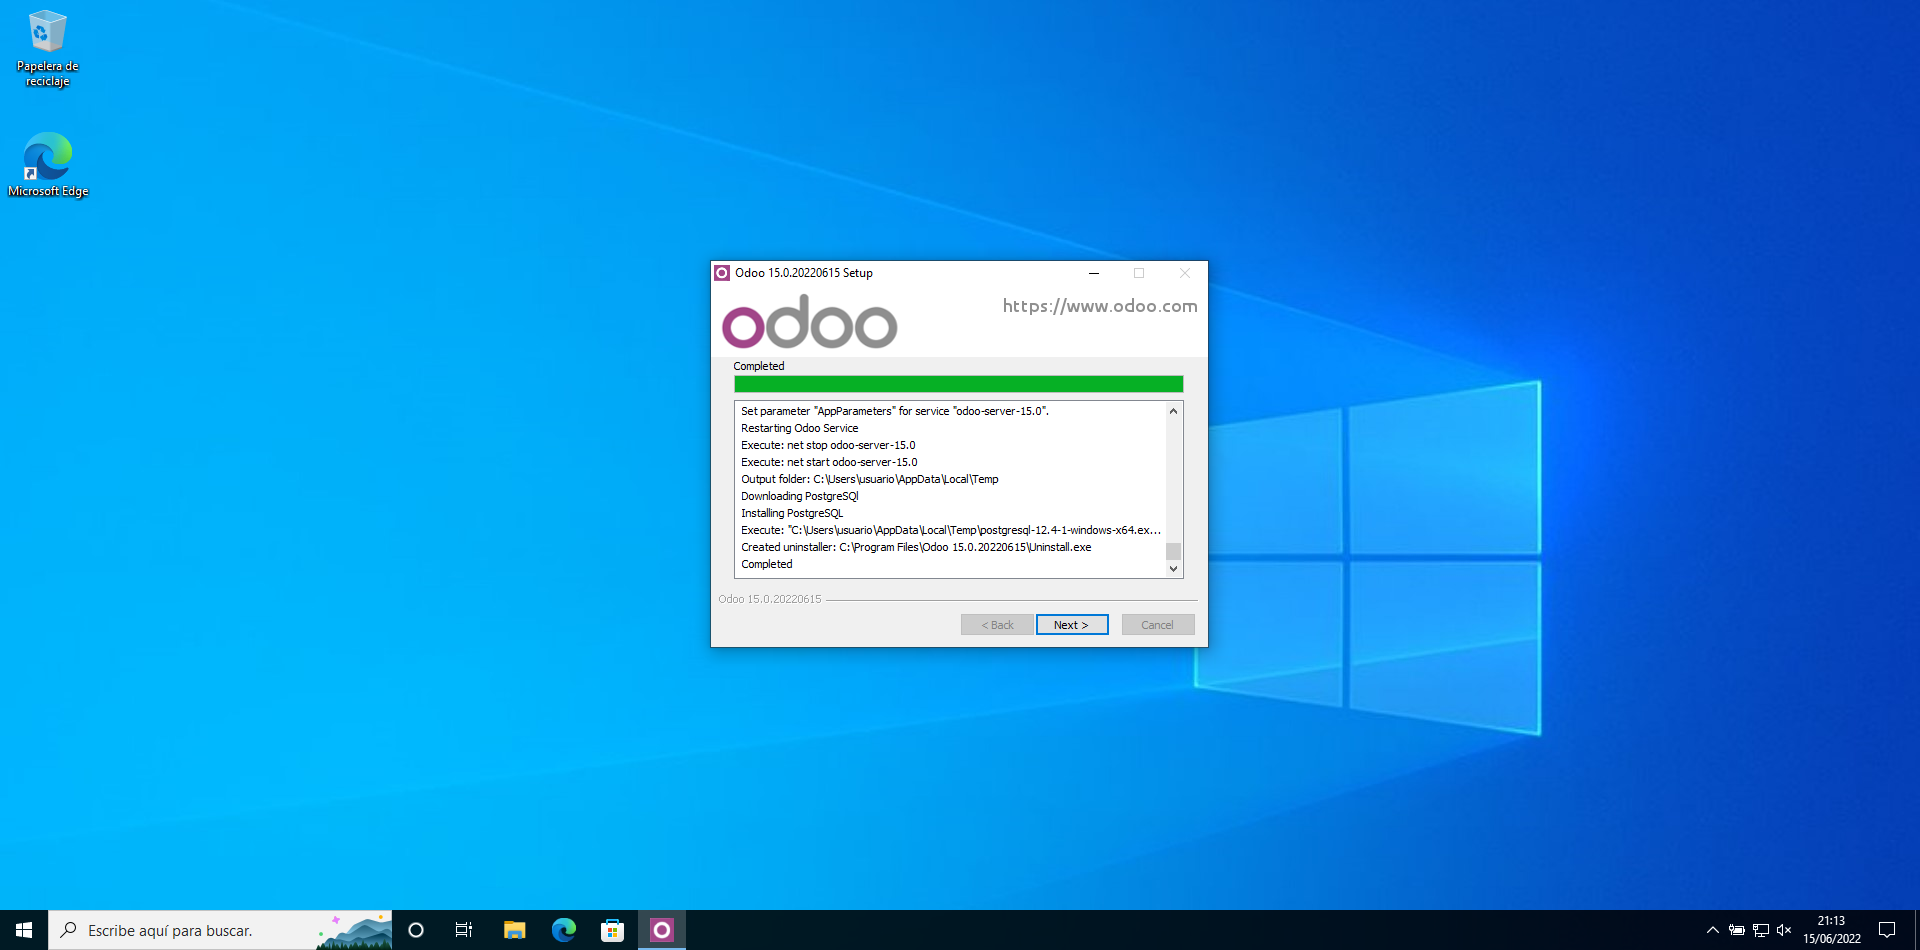 Papelera de
reciclaje
Microsoft Edge
Odoo 15.0.20220615 Setup
odoo
https://www.odoo.com
Completed
Set parameter "AppParameters" for service "odoo-server-15.0".
Restarting Odoo Service
Execute: net stop odoo-server-15.0
Execute: net start odoo-server-15.0
Output folder: C:\Users\usuario\AppData\Local\Temp
Downloading PostgreSQl
Installing PostgreSQL
Execute: "C:\Users\usuario\AppData\Local\Temp\postgresql-12.4-1-windows-x64.ex...
Created uninstaller: C:\Program Files\Odoo 15.0.20220615\Uninstall.exe
Completed
Odoo 15.0.20220615
< Back
Next >
Cancel
Escribe aquí para buscar.
21:13
15/06/2022